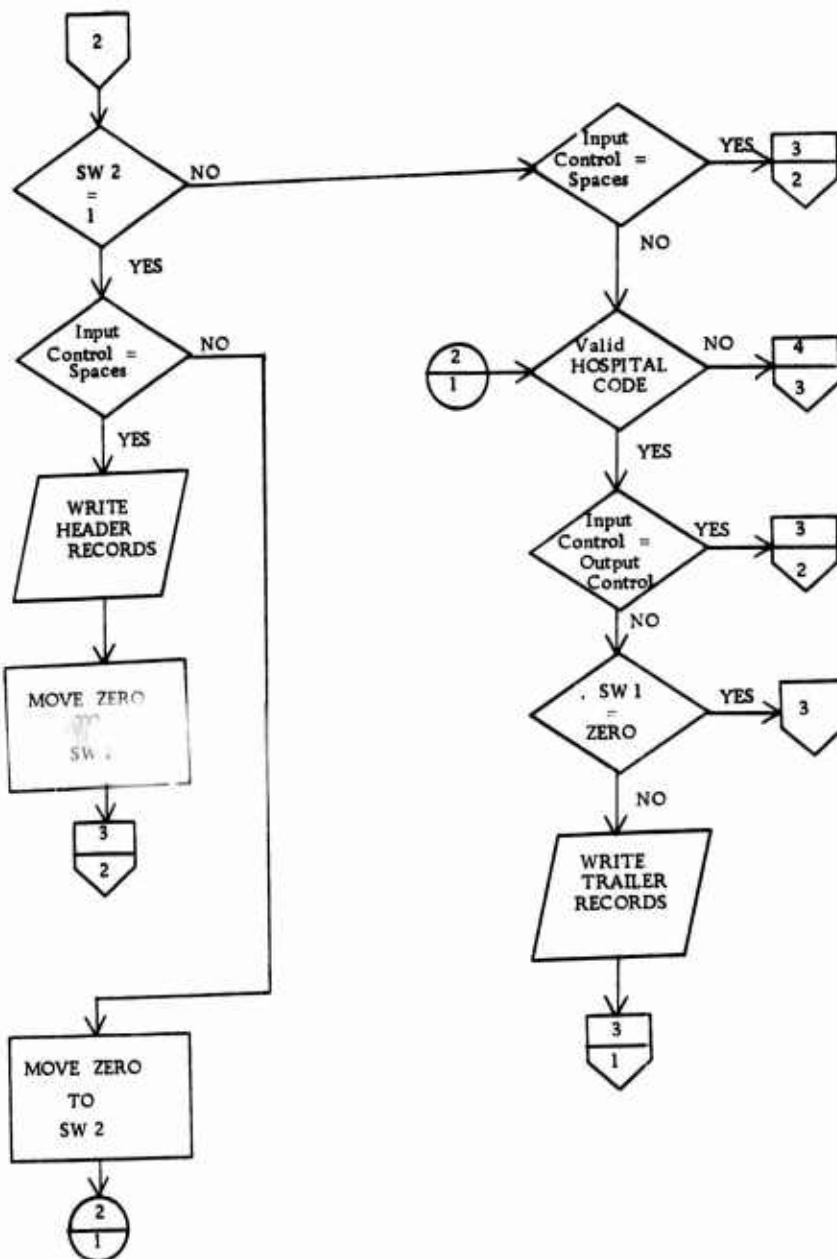 2
SW 2
=
1
NO
YES
Input
Control =
Spaces
NO
YES
WRITE
HEADER
RECORDS
MOVE ZERO
SW
3
2
MOVE ZERO
TO
SW 2
2
1
Input
Control =
Spaces
YES
3
2
NO
2
1
Valid
HOSPITAL
CODE
NO
4
3
YES
Input
Control =
Output
Control
YES
3
2
NO
. SW 1
=
ZERO
YES
3
NO
WRITE
TRAILER
RECORDS
3
1